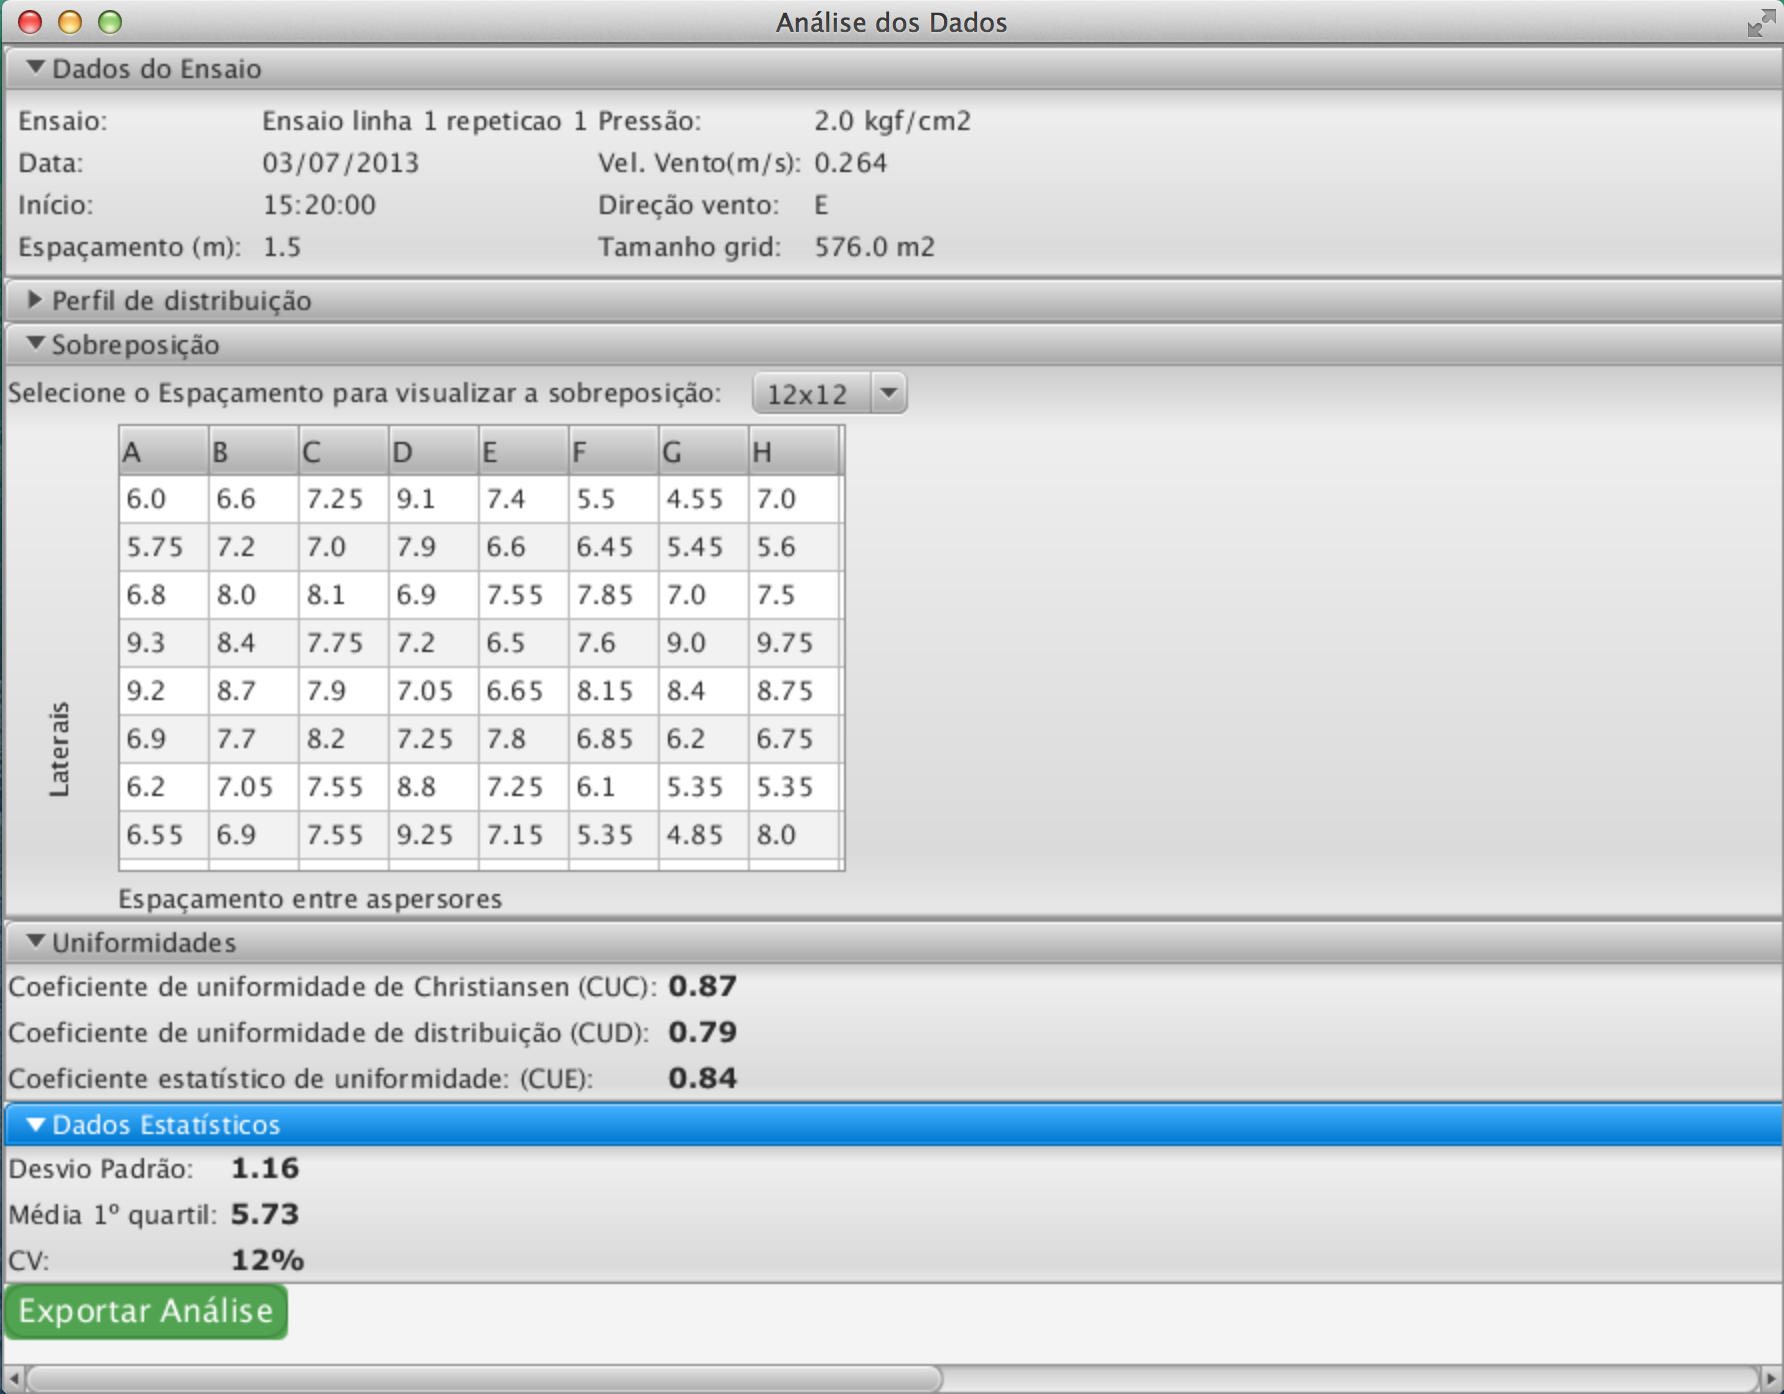 Análise dos Dados
Dados do Ensaio
Ensaio: Ensaio linha 1 repeticao 1 Pressão: 2.0 kgf/cm2
Data: 03/07/2013 Vel. Vento(m/s): 0.264
Início: 15:20:00 Direção vento: E
Espaçamento (m): 1.5 Tamanho grid: 576.0 m2
Perfil de distribuição
Sobreposição
Selecione o Espaçamento para visualizar a sobreposição: 12x12
A B C D E F G H
6.0 6.6 7.25 9.1 7.4 5.5 4.55 7.0
5.75 7.2 7.0 7.9 6.6 6.45 5.45 5.6
6.8 8.0 8.1 6.9 7.55 7.85 7.0 7.5
9.3 8.4 7.75 7.2 6.5 7.6 9.0 9.75
9.2 8.7 7.9 7.05 6.65 8.15 8.4 8.75
6.9 7.7 8.2 7.25 7.8 6.85 6.2 6.75
6.2 7.05 7.55 8.8 7.25 6.1 5.35 5.35
6.55 6.9 7.55 9.25 7.15 5.35 4.85 8.0
Laterais
Espaçamento entre aspersores
Uniformidades
Coeficiente de uniformidade de Christiansen (CUC): 0.87
Coeficiente de uniformidade de distribuição (CUD): 0.79
Coeficiente estatístico de uniformidade: (CUE): 0.84
Dados Estatísticos
Desvio Padrão: 1.16
Média 1º quartil: 5.73
CV: 12%
Exportar Análise